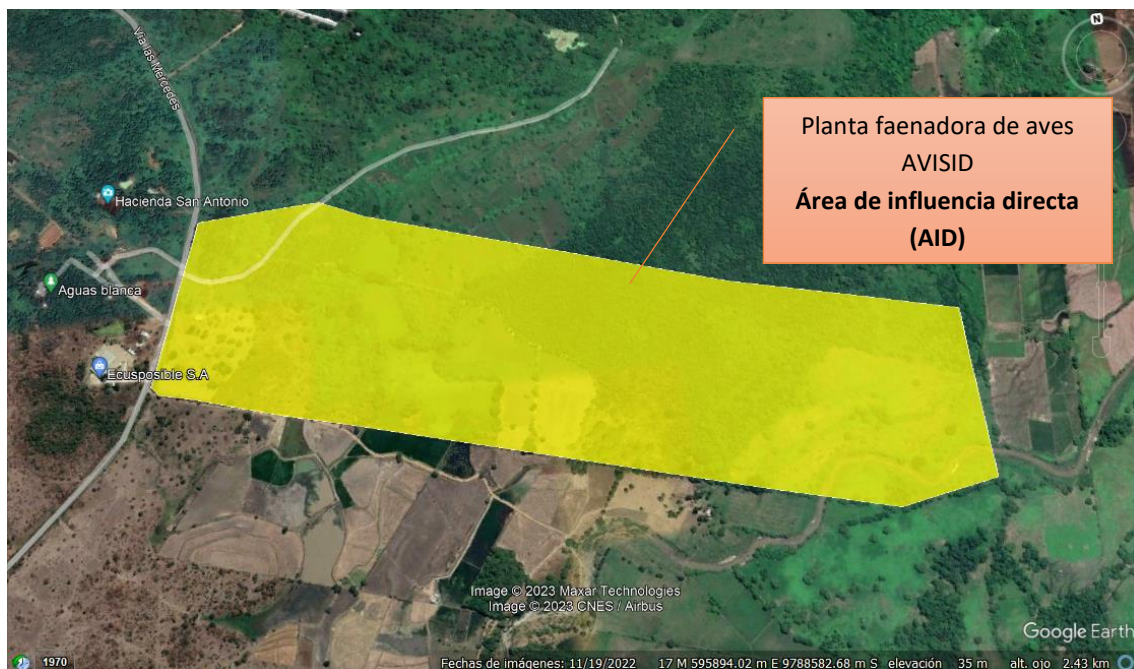 N
Via las Mercedes
Planta faenadora de aves
AVISID
Área de influencia directa
(AID)
Hacienda San Antonio
Aguas blanca
Ecusposible S.A
Image © 2023 Maxar Technologies
Image © 2023 CNES / Airbus
Google Earth
1970
Fechas de imágenes: 11/19/2022 17 M 595894.02 m E 9788582.68 m S elevación 35 m alt. ojo 2.43 km